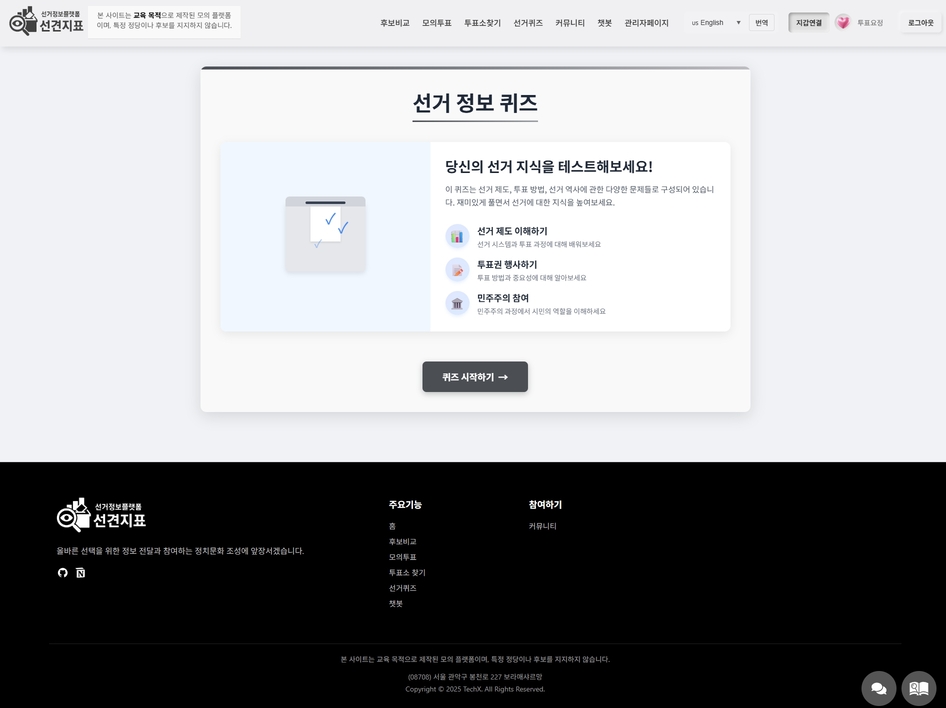 선거정보플랫폼
선견지표
본 사이트는 교육 목적으로 제작된 모의 플랫폼
이며, 특정 정당이나 후보를 지지하지 않습니다.
후보비교 모의투표 투표소찾기 선거퀴즈 커뮤니티 챗봇 관리자페이지 us English 번역 지갑연결 투표요정 로그아웃
선거 정보 퀴즈
당신의 선거 지식을 테스트해보세요!
이 퀴즈는 선거 제도, 투표 방법, 선거 역사에 관한 다양한 문제들로 구성되어 있습니
다. 재미있게 풀면서 선거에 대한 지식을 높여보세요.
선거 제도 이해하기
선거 시스템과 투표 과정에 대해 배워보세요
투표권 행사하기
투표 방법과 중요성에 대해 알아보세요
민주주의 참여
민주주의 과정에서 시민의 역할을 이해하세요
퀴즈 시작하기 →
선거정보플랫폼
선견지표
올바른 선택을 위한 정보 전달과 참여하는 정치문화 조성에 앞장서겠습니다.
주요기능
홈
후보비교
모의투표
투표소 찾기
선거퀴즈
챗봇
참여하기
커뮤니티
본 사이트는 교육 목적으로 제작된 모의 플랫폼이며, 특정 정당이나 후보를 지지하지 않습니다.
(08708) 서울 관악구 봉천로 227 보라매샤르망
Copyright © 2025 TechX. All Rights Reserved.